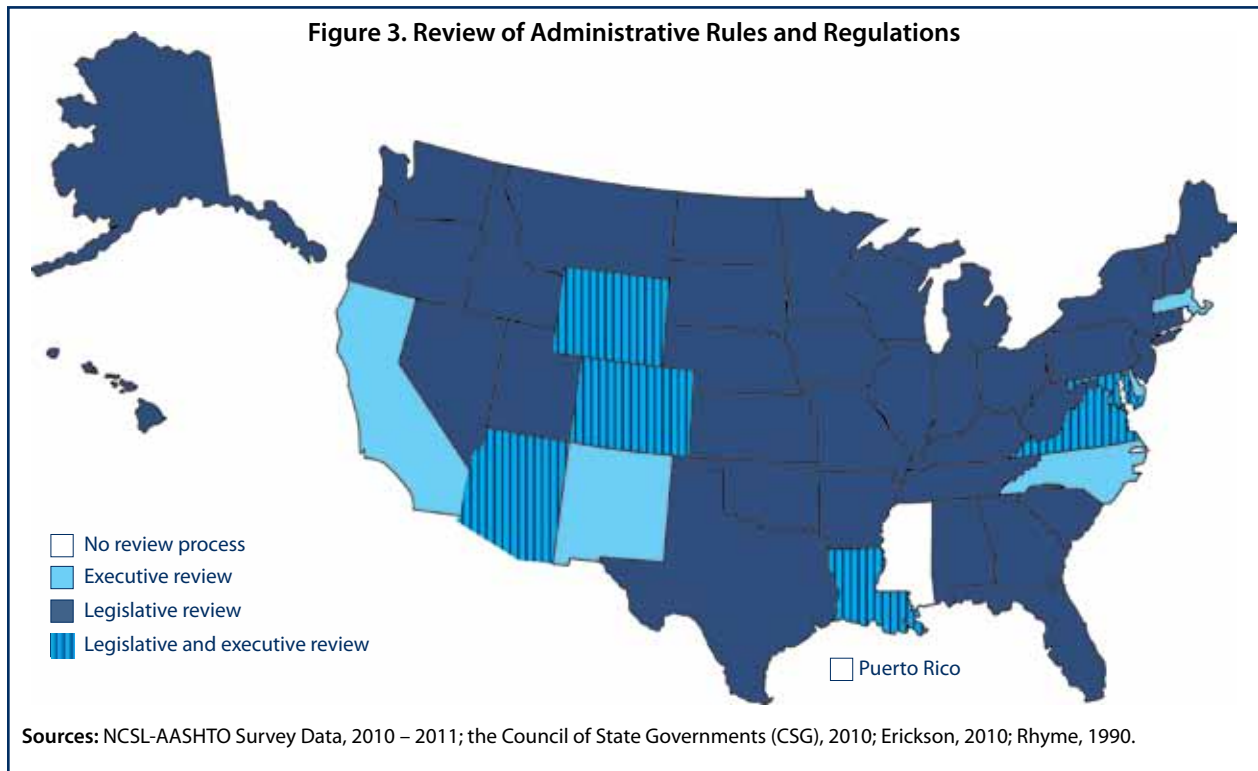 Figure 3. Review of Administrative Rules and Regulations
No review process
Executive review
Legislative review
Legislative and executive review
Puerto Rico
Sources: NCSL-AASHTO Survey Data, 2010 – 2011; the Council of State Governments (CSG), 2010; Erickson, 2010; Rhyme, 1990.